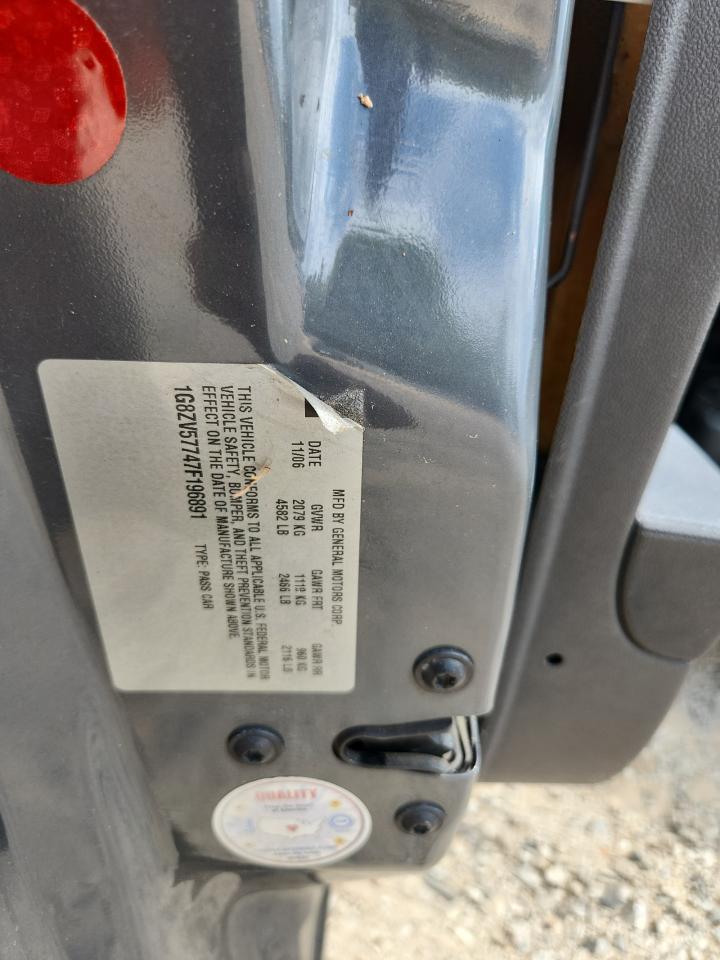 MFD BY GENERAL MOTORS CORP.
DATE GVWR GAWR FRT GAWR RR
11/06 2079 KG 1119 KG 960 KG
4582 LB 2466 LB 2116 LB
THIS VEHICLE CONFORMS TO ALL APPLICABLE U.S. FEDERAL MOTOR
VEHICLE SAFETY, BUMPER, AND THEFT PREVENTION STANDARDS IN
EFFECT ON THE DATE OF MANUFACTURE SHOWN ABOVE.
1G8ZV57747F196891 TYPE: PASS CAR
QUALITY